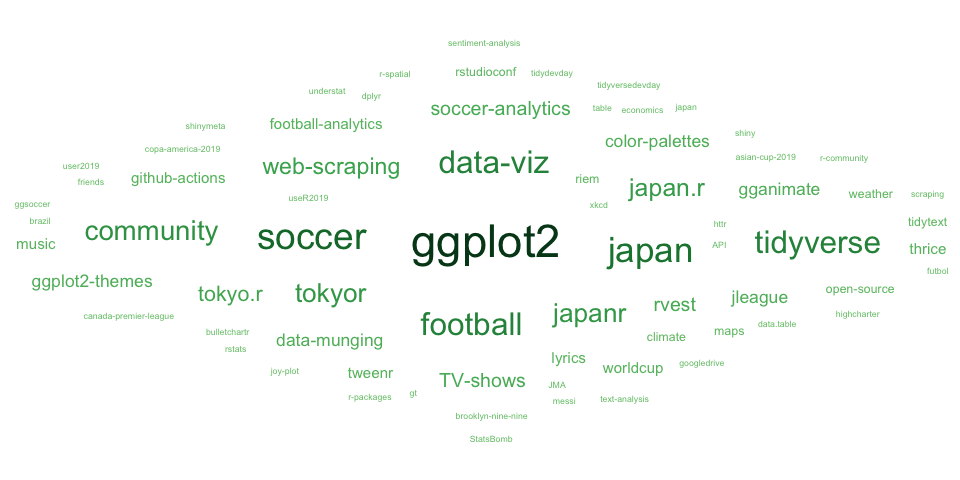 sentiment-analysis
r-spatial rstudioconf tidydevday
understat dplyr tidyversedevday
soccer-analytics table economics japan
shinymeta football-analytics
color-palettes shiny
copa-america-2019
data-viz asian-cup-2019 r-community
user2019 web-scraping
friends github-actions riem japan.r gganimate weather scraping
ggsoccer useR2019 xkcd
brazil community tidytext
music soccer ggplot2 japan httr API tidyverse thrice
futbol
ggplot2-themes
tokyo.r tokyor rvest jleague open-source
canada-premier-league football japanr highcharter
bulletchartr data.table
rstats data-munging climate maps
lyrics
joy-plot tweenr worldcup googledrive
TV-shows JMA
r-packages gt messi text-analysis
brooklyn-nine-nine
StatsBomb